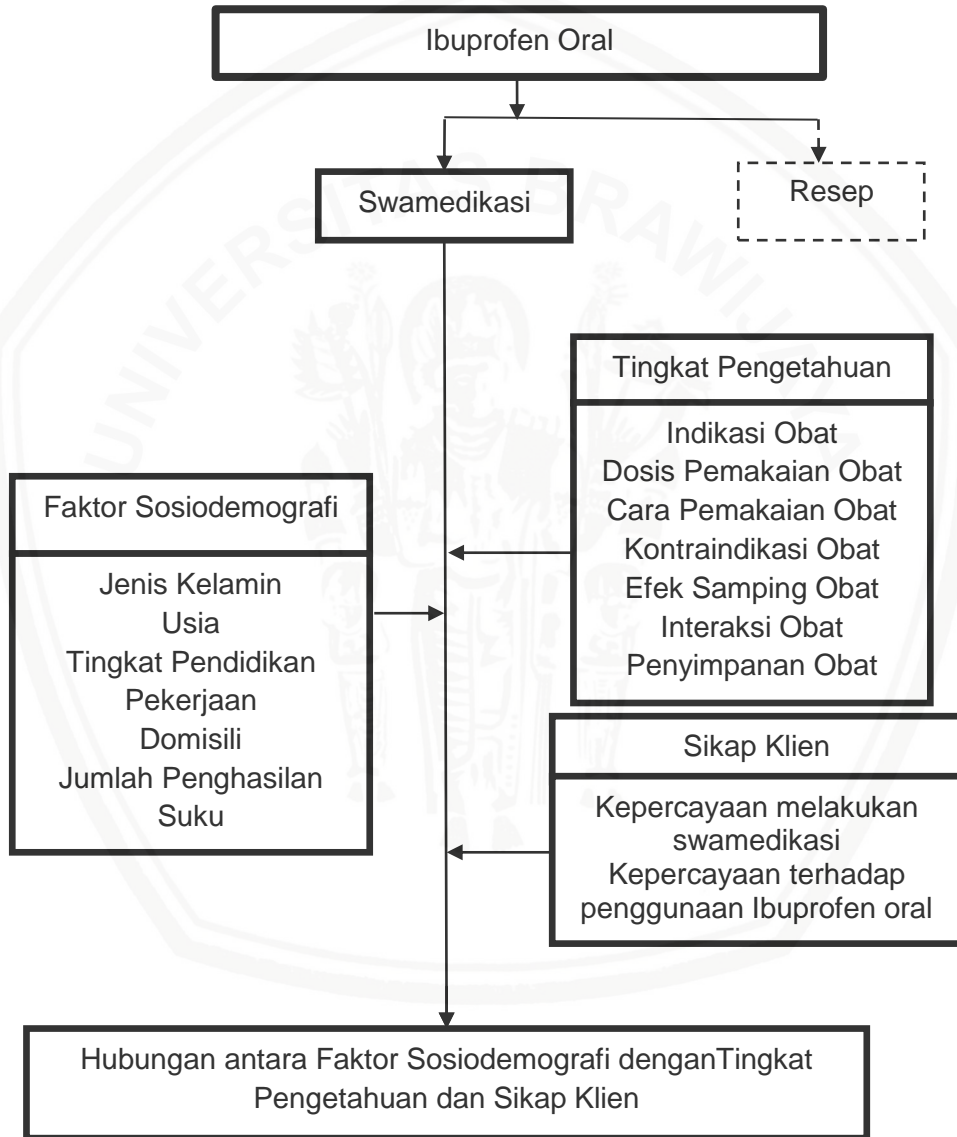 Ibuprofen Oral
Swamedikasi
Resep
UNIVERSITAS BRAWIJAYA
Tingkat Pengetahuan
Indikasi Obat
Dosis Pemakaian Obat
Cara Pemakaian Obat
Kontraindikasi Obat
Efek Samping Obat
Interaksi Obat
Penyimpanan Obat
Faktor Sosiodemografi
Jenis Kelamin
Usia
Tingkat Pendidikan
Pekerjaan
Domisili
Jumlah Penghasilan
Suku
Sikap Klien
Kepercayaan melakukan
swamedikasi
Kepercayaan terhadap
penggunaan Ibuprofen oral
Hubungan antara Faktor Sosiodemografi denganTingkat
Pengetahuan dan Sikap Klien